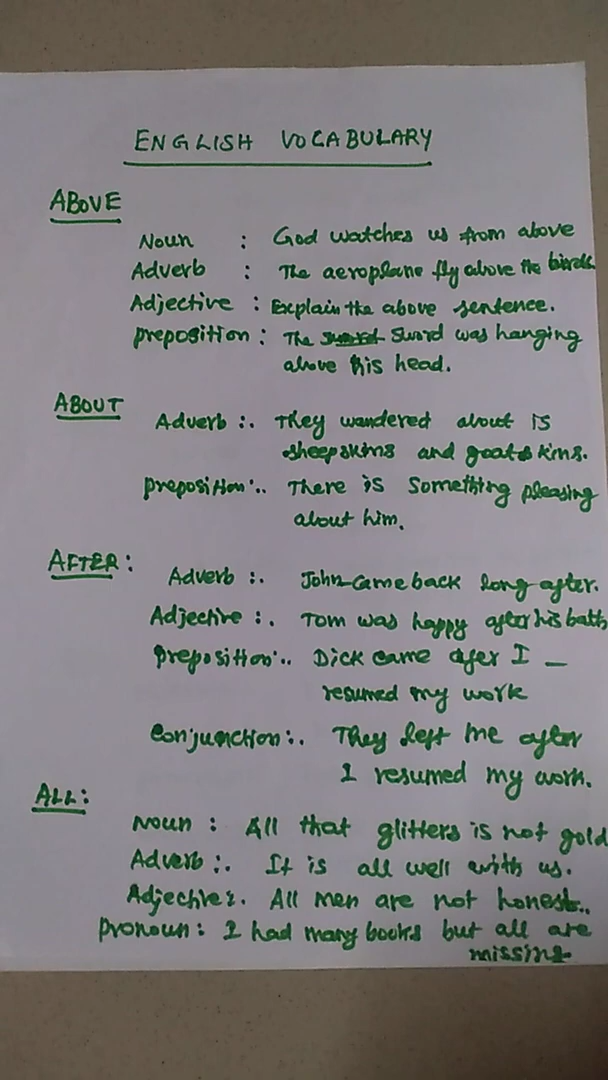 ENGLISH VOCABULARY
ABOVE
Noun : God watches us from above
Adverb : The aeroplane fly above the birds
Adjective : Explain the above sentence.
preposition : The Sword was hanging
above his head.
ABOUT
Adverb :. They wandered about is
sheepskins and goatskins.
preposition :. There is something pleasing
about him.
AFTER :
Adverb :. John came back long after.
Adjective :. Tom was happy after his bath
preposition :. Dick came afer I –
resumed my work
conjunction :. They left me after
I resumed my work.
ALL :
Noun : All that glitters is not gold
Adverb :. It is all well with us.
Adjective :. All men are not honest..
pronoun : I had many books but all are
missing.